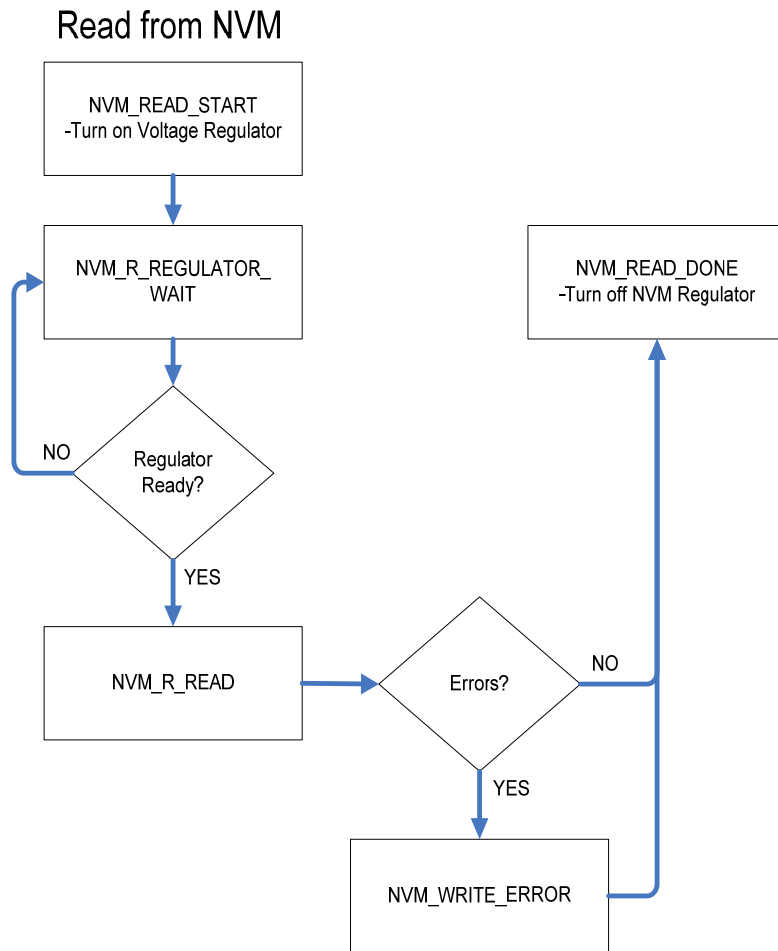 Read from NVM
NVM_READ_START
-Turn on Voltage Regulator
NVM_R_REGULATOR_
WAIT
NVM_READ_DONE
-Turn off NVM Regulator
NO
Regulator
Ready?
YES
NVM_R_READ
Errors?
NO
YES
NVM_WRITE_ERROR